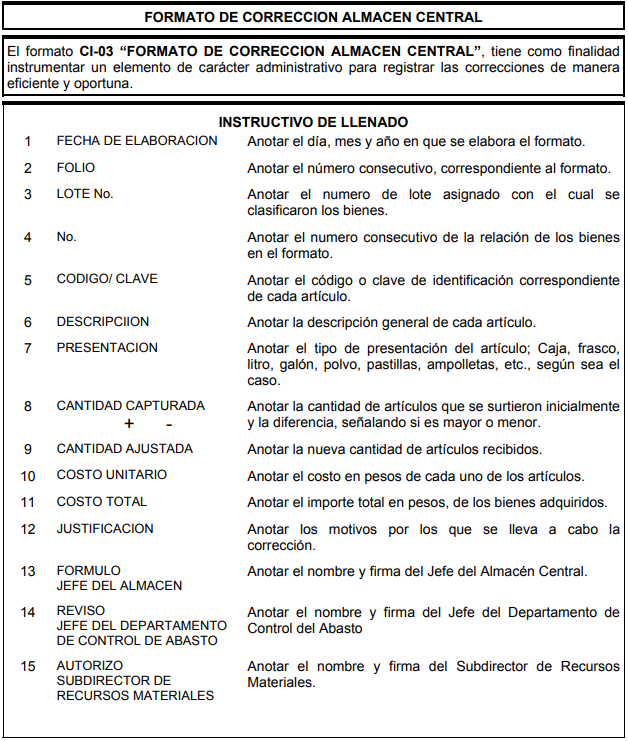 FORMATO DE CORRECCION ALMACEN CENTRAL
El formato CI-03 “FORMATO DE CORRECCION ALMACEN CENTRAL”, tiene como finalidad
instrumentar un elemento de carácter administrativo para registrar las correcciones de manera
eficiente y oportuna.
INSTRUCTIVO DE LLENADO
1 FECHA DE ELABORACION Anotar el día, mes y año en que se elabora el formato.
2 FOLIO Anotar el número consecutivo, correspondiente al formato.
3 LOTE No. Anotar el numero de lote asignado con el cual se
clasificaron los bienes.
4 No. Anotar el numero consecutivo de la relación de los bienes
en el formato.
5 CODIGO/ CLAVE Anotar el código o clave de identificación correspondiente
de cada artículo.
6 DESCRIPCIION Anotar la descripción general de cada artículo.
7 PRESENTACION Anotar el tipo de presentación del artículo; Caja, frasco,
litro, galón, polvo, pastillas, ampolletas, etc., según sea el
caso.
8 CANTIDAD CAPTURADA Anotar la cantidad de artículos que se surtieron inicialmente
+ - y la diferencia, señalando si es mayor o menor.
9 CANTIDAD AJUSTADA Anotar la nueva cantidad de artículos recibidos.
10 COSTO UNITARIO Anotar el costo en pesos de cada uno de los artículos.
11 COSTO TOTAL Anotar el importe total en pesos, de los bienes adquiridos.
12 JUSTIFICACION Anotar los motivos por los que se lleva a cabo la
corrección.
13 FORMULO Anotar el nombre y firma del Jefe del Almacén Central.
JEFE DEL ALMACEN
14 REVISO Anotar el nombre y firma del Jefe del Departamento de
JEFE DEL DEPARTAMENTO Control del Abasto
DE CONTROL DE ABASTO
15 AUTORIZO Anotar el nombre y firma del Subdirector de Recursos
SUBDIRECTOR DE Materiales.
RECURSOS MATERIALES